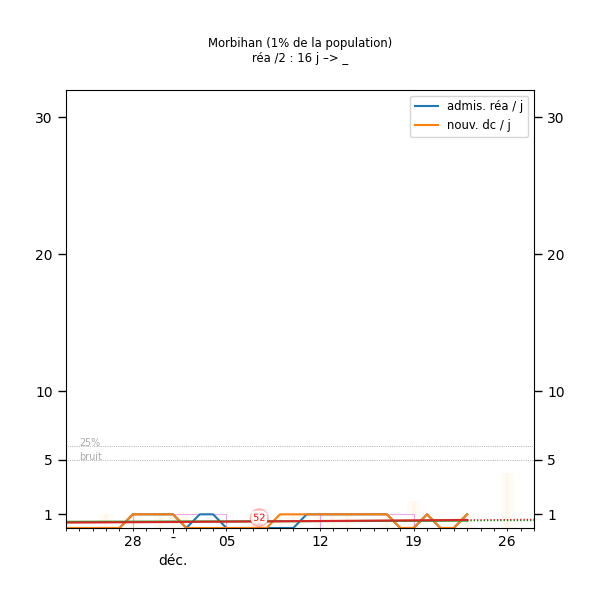 Morbihan (1% de la population)
réa /2 : 16 j –> _
admis. réa / j
nouv. dc / j
30 30
20 20
10 10
25%
bruit
5 5
52
1 1
28 - 05 12 19 26
déc.